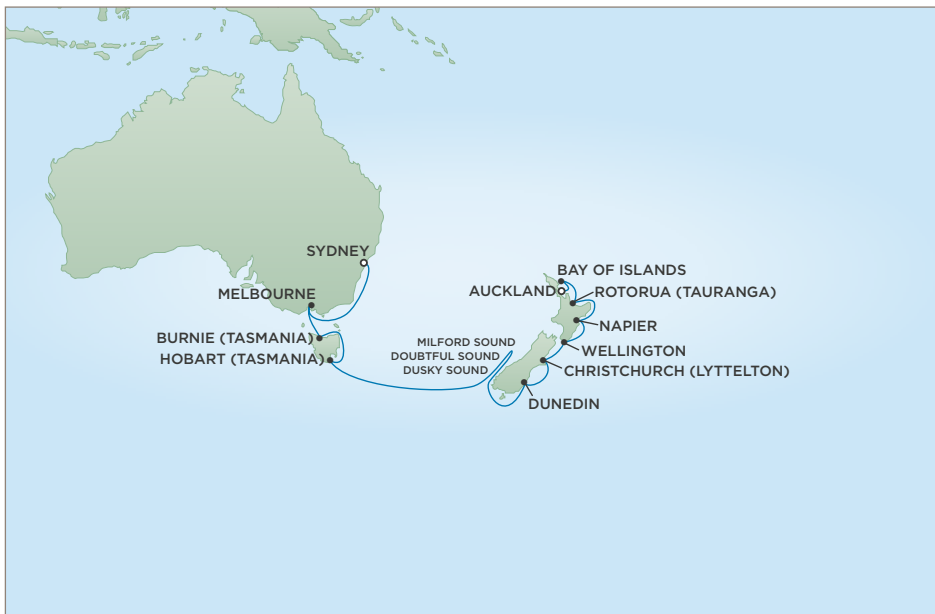 SYDNEY
MELBOURNE
BURNIE (TASMANIA)
HOBART (TASMANIA)
MILFORD SOUND
DOUBTFUL SOUND
DUSKY SOUND
BAY OF ISLANDS
AUCKLAND
ROTORUA (TAURANGA)
NAPIER
WELLINGTON
CHRISTCHURCH (LYTTELTON)
DUNEDIN